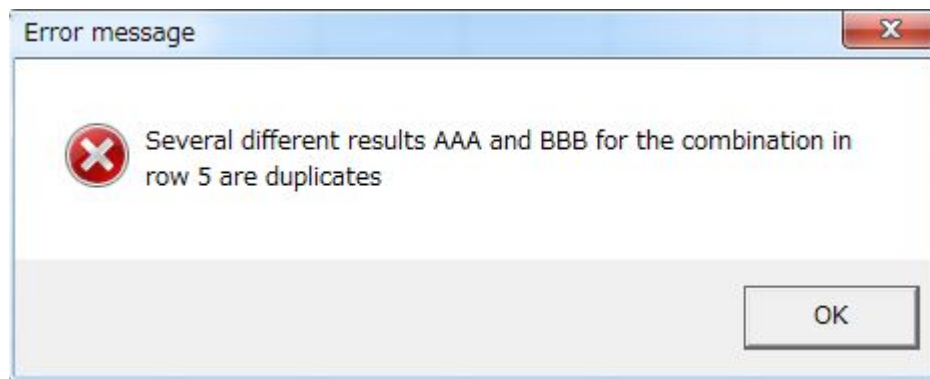 Error message
Several different results AAA and BBB for the combination in
row 5 are duplicates
OK